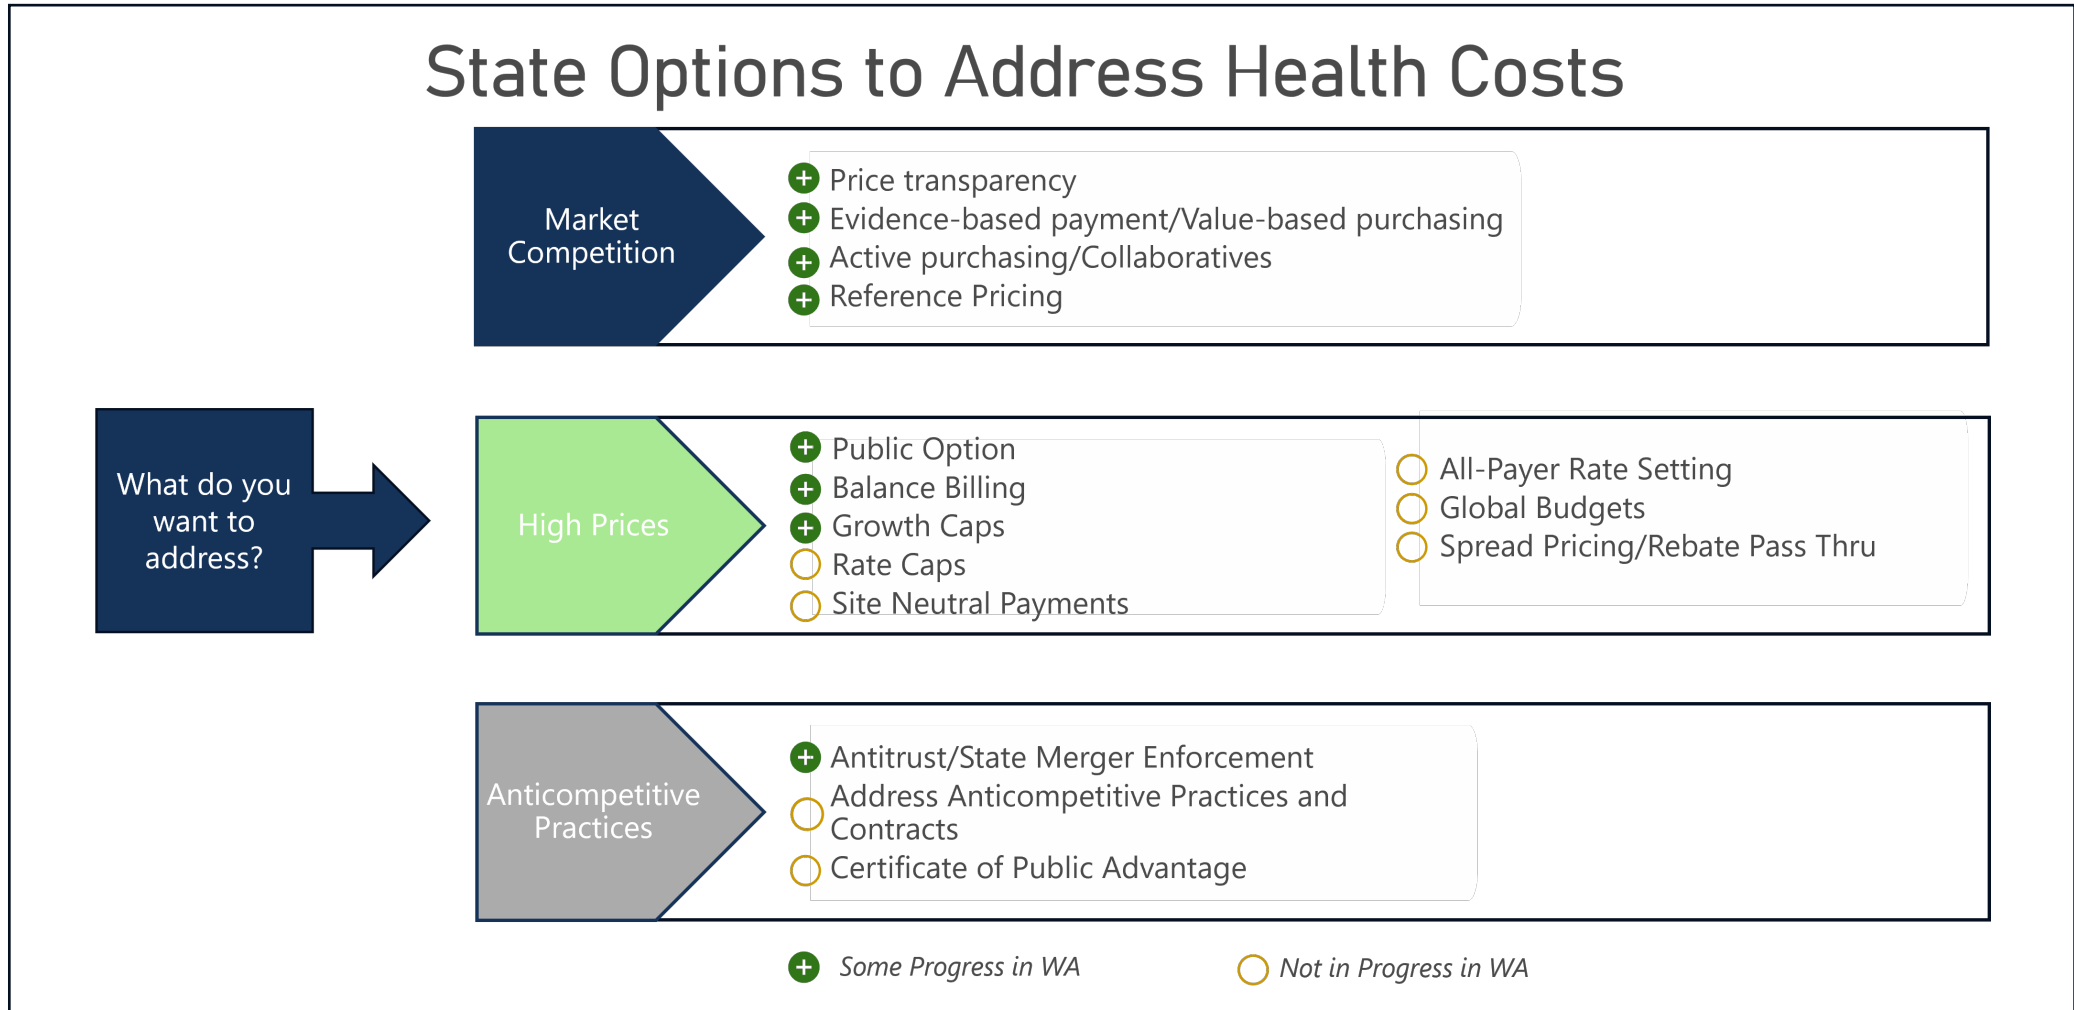 State Options to Address Health Costs
Market
Competition
Price transparency
Evidence-based payment/Value-based purchasing
Active purchasing/Collaboratives
Reference Pricing
What do you
want to
address?
High Prices
Public Option
Balance Billing
Growth Caps
Rate Caps
Site Neutral Payments
All-Payer Rate Setting
Global Budgets
Spread Pricing/Rebate Pass Thru
Anticompetitive
Practices
Antitrust/State Merger Enforcement
Address Anticompetitive Practices and
Contracts
Certificate of Public Advantage
Some Progress in WA
Not in Progress in WA